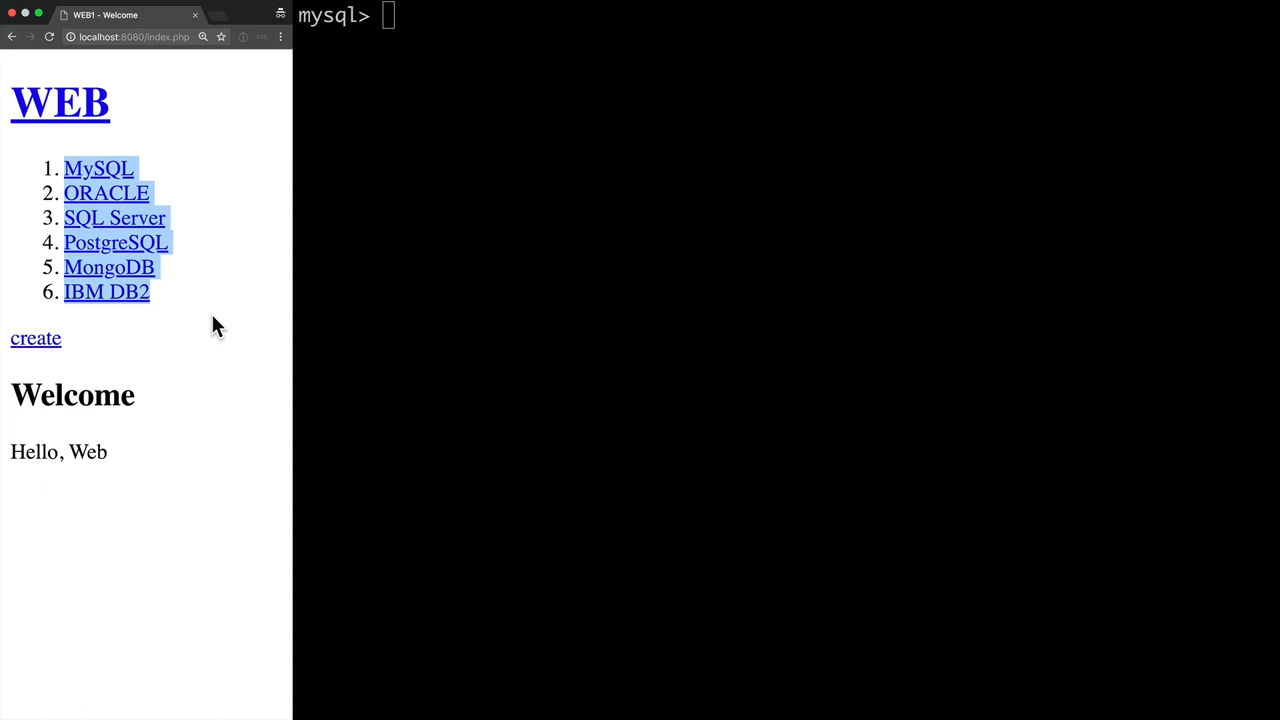 WEB1 - Welcome
localhost:8080/index.php
WEB
1. MySQL
2. ORACLE
3. SQL Server
4. PostgreSQL
5. MongoDB
6. IBM DB2
create
Welcome
Hello, Web
mysql>